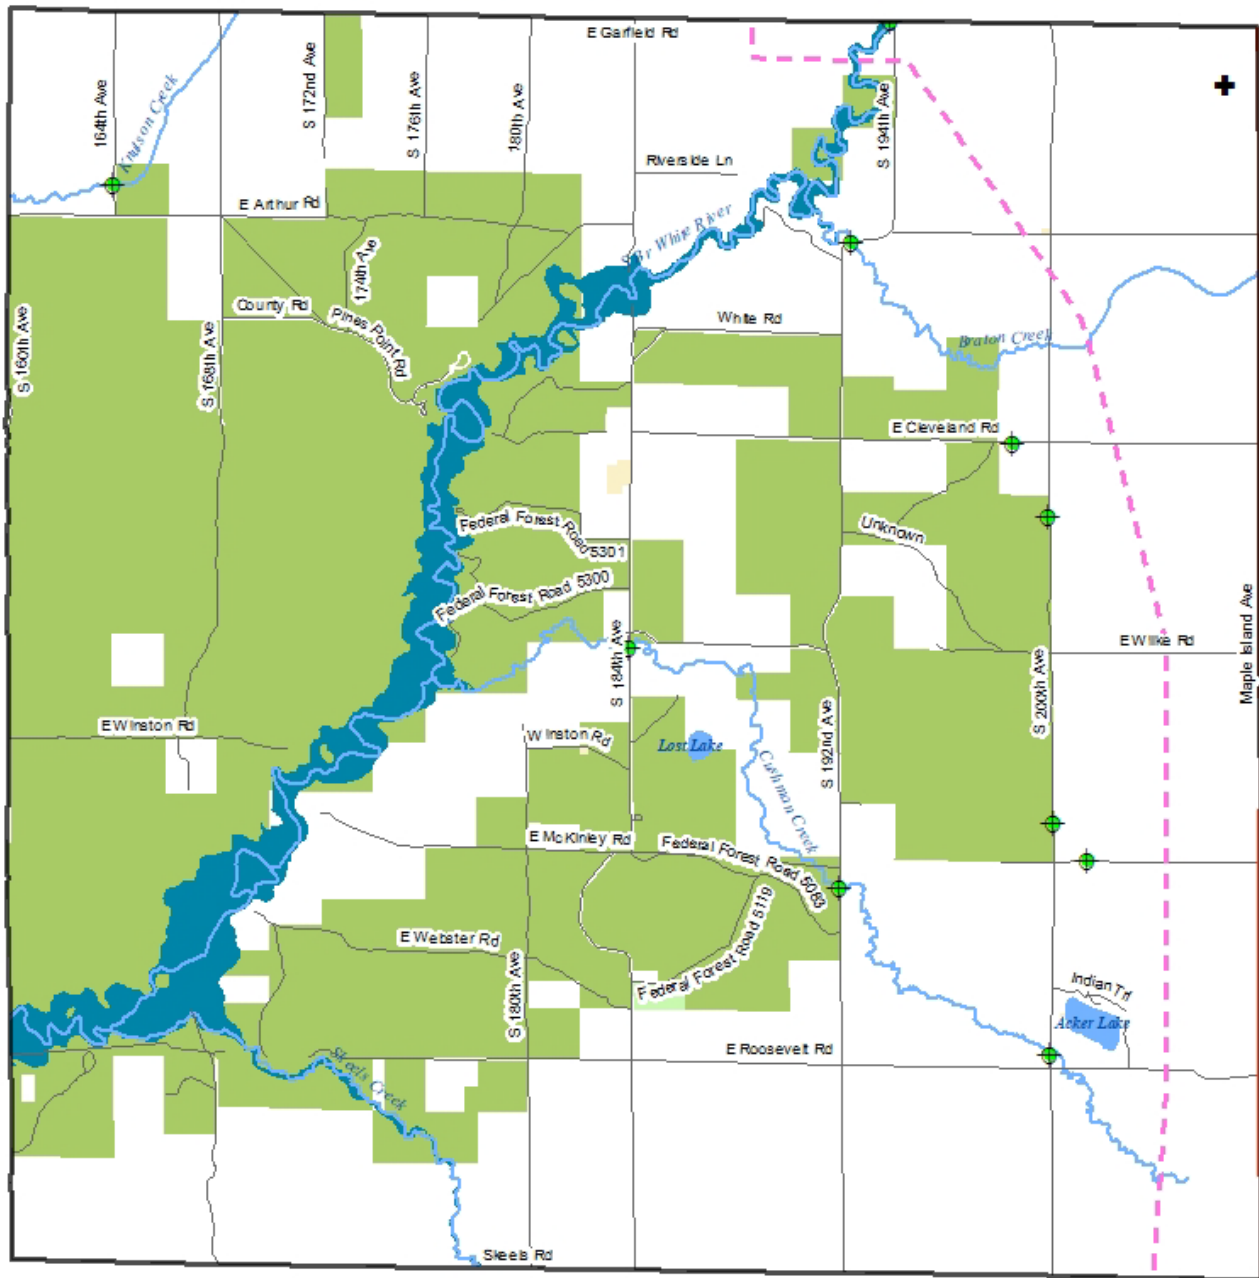 E Garfield Rd
164th Ave
Knutson Creek
S 172nd Ave
S 176th Ave
180th Ave
S 194th Ave
Riverside Ln
E Arthur Rd
S Br White River
174th Ave
County Rd
Pines Point Rd
S 160th Ave
S 168th Ave
White Rd
Braton Creek
E Cleveland Rd
Federal Forest Road 5301
Unknown
Federal Forest Road 5300
E Wilke Rd
Maple Island Ave
S 184th Ave
S 200th Ave
E Winston Rd
Winston Rd
Lost Lake
S 192nd Ave
Cushman Creek
E McKinley Rd
Federal Forest Road 5083
Federal Forest Road 5119
E Webster Rd
S 180th Ave
Indian Trl
Acker Lake
E Roosevelt Rd
Skeels Creek
Skeels Rd